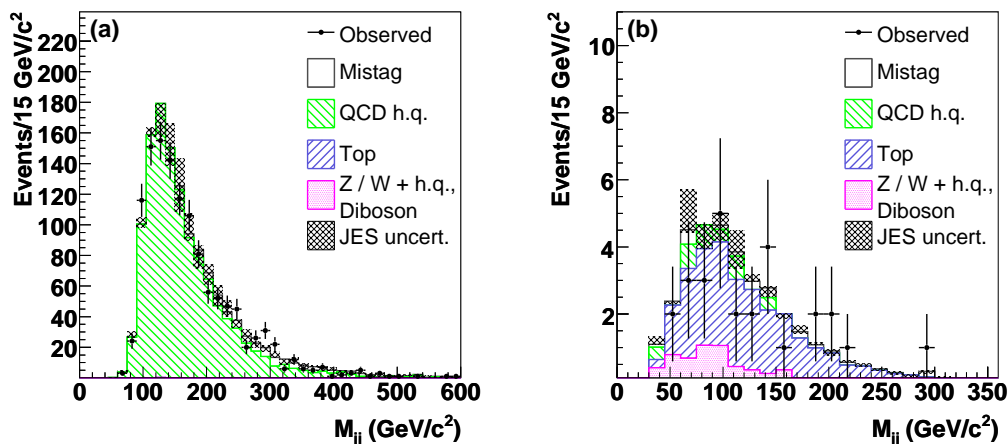 (a)
Events/15 GeV/c²
220
200
180
160
140
120
100
80
60
40
20
0 100 200 300 400 500 600
M_jj (GeV/c²)
Observed
Mistag
QCD h.q.
Top
Z / W + h.q.,
Diboson
JES uncert.
(b)
Events/15 GeV/c²
10
8
6
4
2
0 50 100 150 200 250 300 350
M_jj (GeV/c²)
Observed
Mistag
QCD h.q.
Top
Z / W + h.q.,
Diboson
JES uncert.